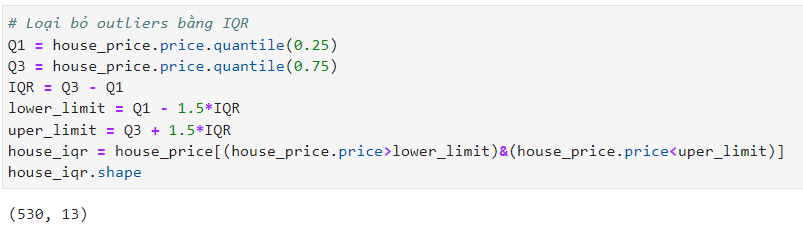 # Loại bỏ outliers bằng IQR
Q1 = house_price.price.quantile(0.25)
Q3 = house_price.price.quantile(0.75)
IQR = Q3 - Q1
lower_limit = Q1 - 1.5*IQR
uper_limit = Q3 + 1.5*IQR
house_iqr = house_price[(house_price.price>lower_limit)&(house_price.price<uper_limit)]
house_iqr.shape
(530, 13)